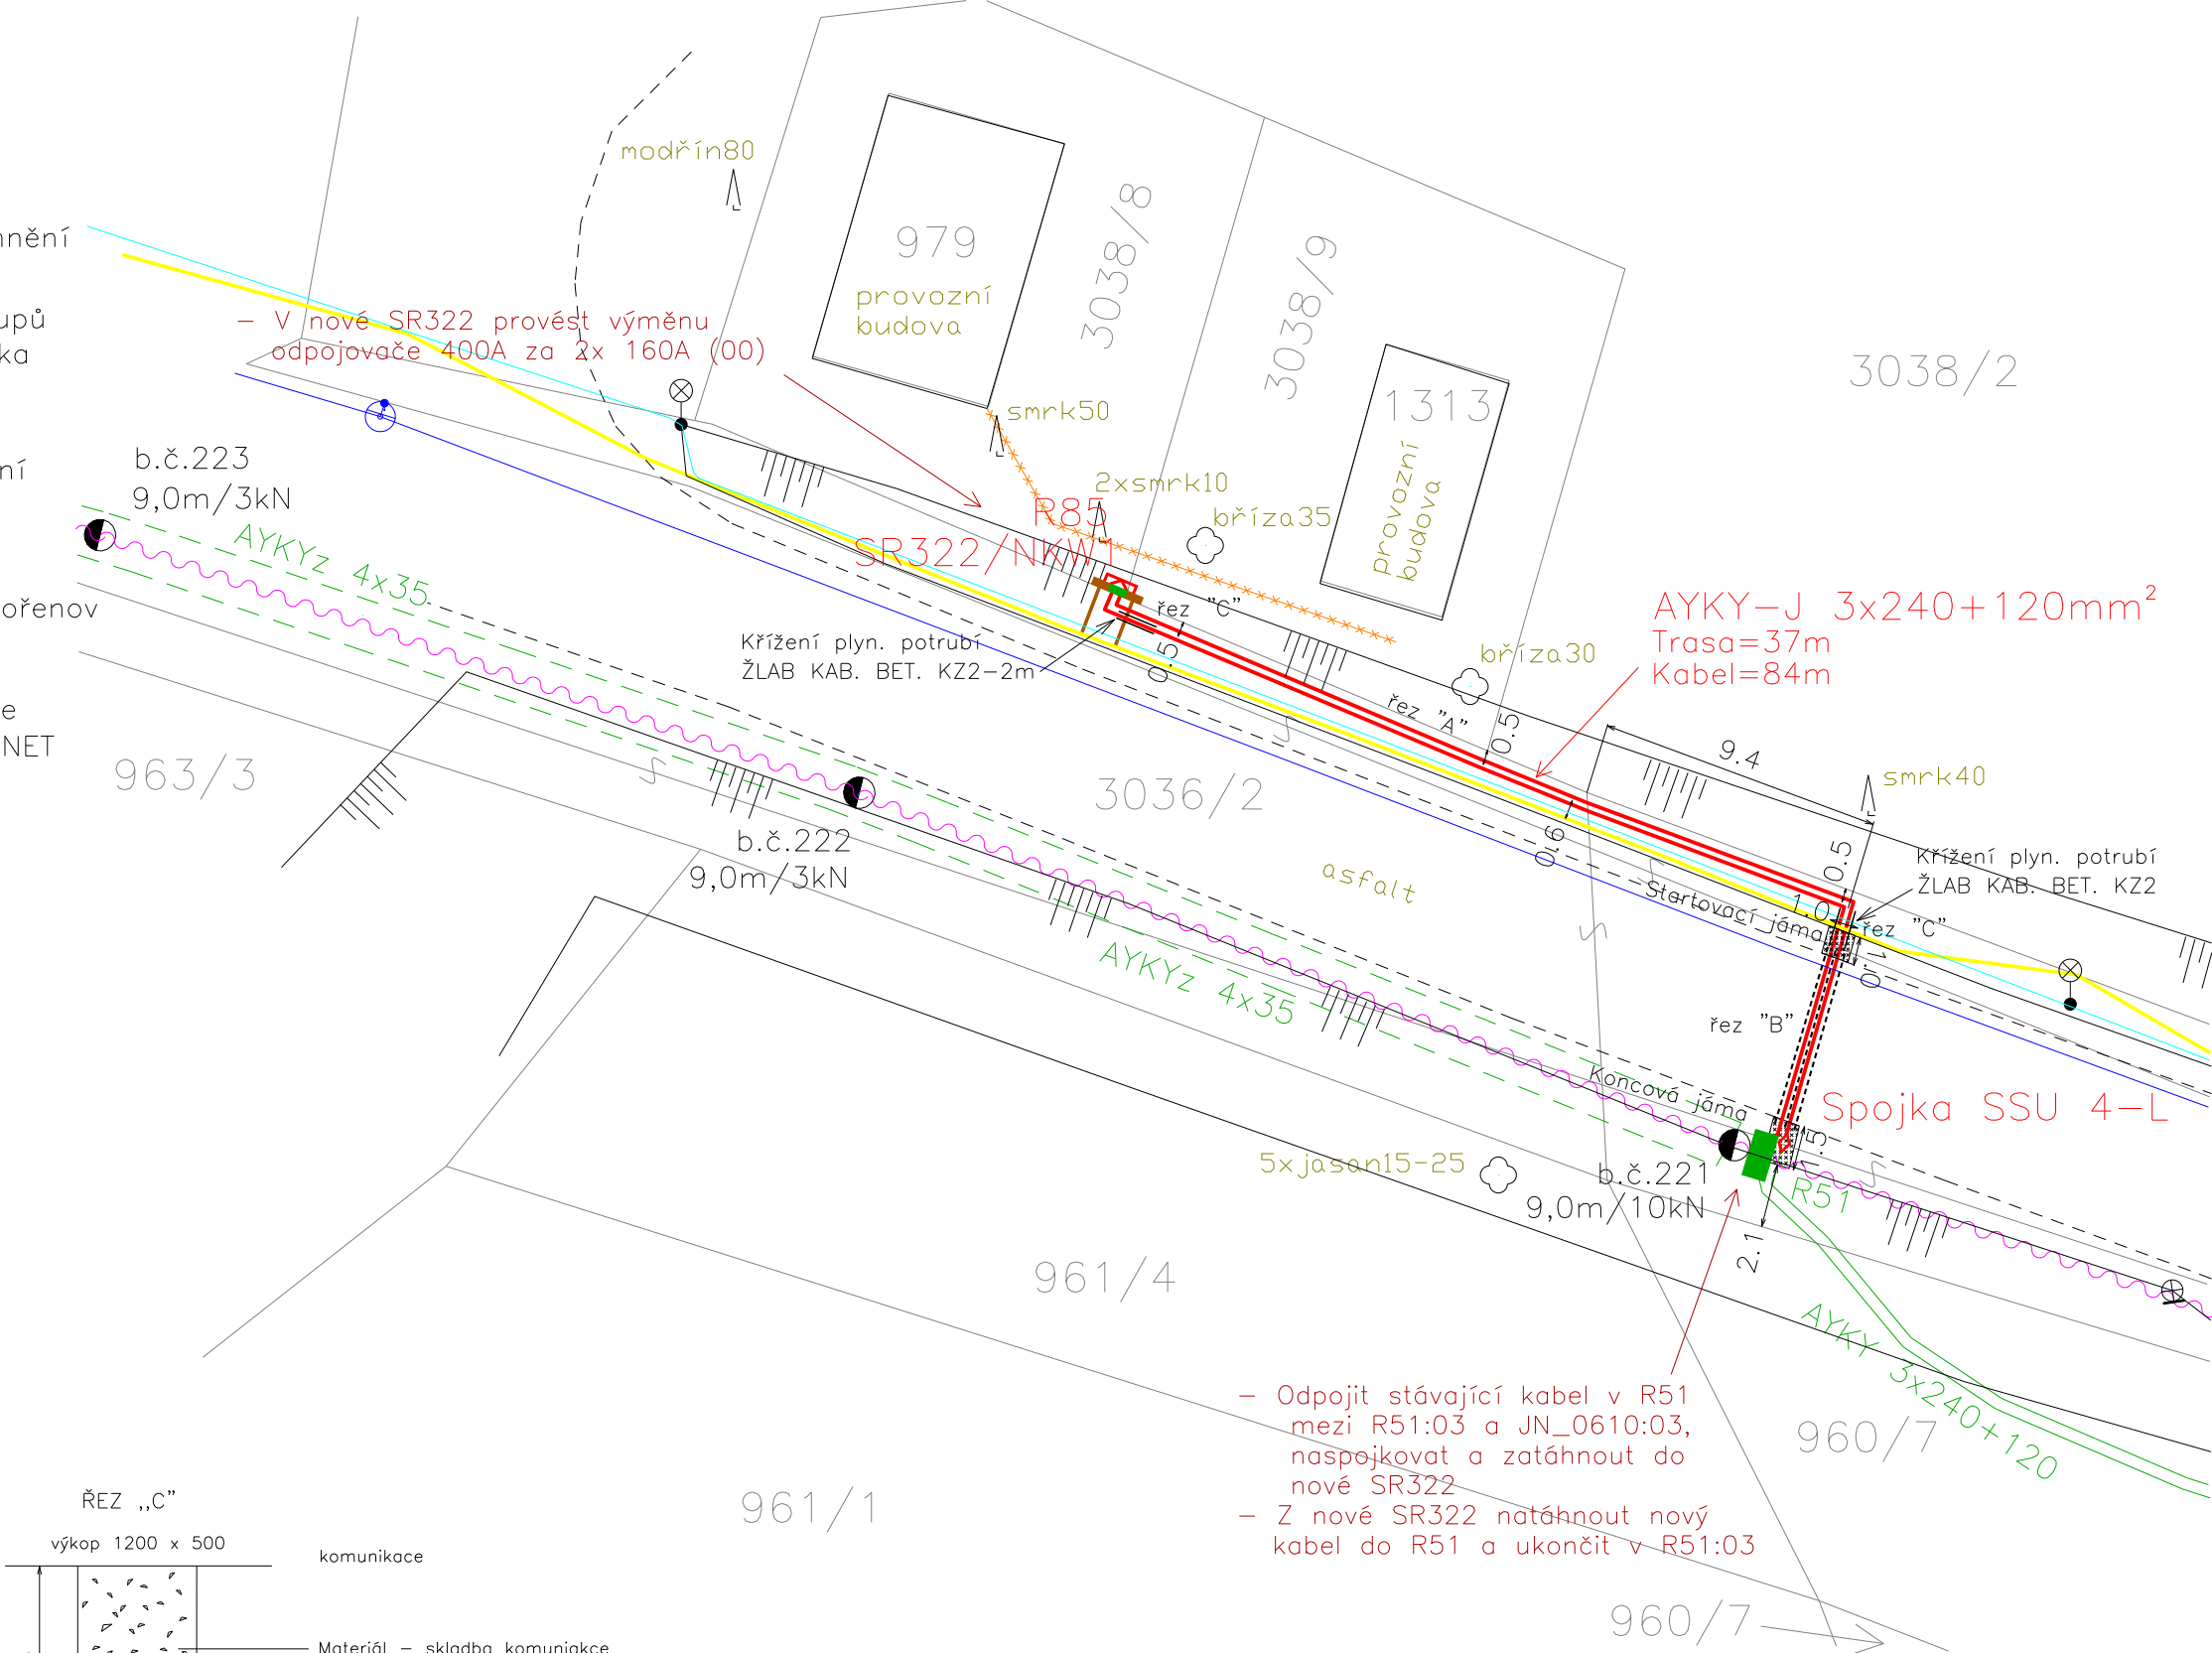 modřín80
nnění
979
provozní
budova
3038/8
3038/9
upů
ka
– V nové SR322 provést výměnu
odpojovače 400A za 2x 160A (00)
3038/2
1313
provozní
budova
smrk50
ní
b.č.223
9,0m/3kN
2xsmrk10
R85
bříza35
SR322/NKW1
AYKYz 4x35
ořenov
řez "C"
AYKY–J 3x240+120mm²
Trasa=37m
Kabel=84m
Křížení plyn. potrubí
ŽLAB KAB. BET. KZ2–2m
0.5
bříza30
řez "A"
0.5
e
NET
9.4
963/3
3036/2
smrk40
b.č.222
9,0m/3kN
0.6
asfalt
0.5
Křížení plyn. potrubí
ŽLAB KAB. BET. KZ2
Startovací jáma
1.0
řez "C"
1.0
AYKYz 4x35
řez "B"
Koncová jáma
Spojka SSU 4–L
1.5
5xjasan15–25
b.č.221
9,0m/10kN
R51
2.1
961/4
AYKY 3x240+120
– Odpojit stávající kabel v R51
mezi R51:03 a JN_0610:03,
naspojkovat a zatáhnout do
nové SR322
– Z nové SR322 natáhnout nový
kabel do R51 a ukončit v R51:03
960/7
961/1
ŘEZ ,,C"
výkop 1200 x 500
komunikace
960/7
Materiál – skladba komuniakce